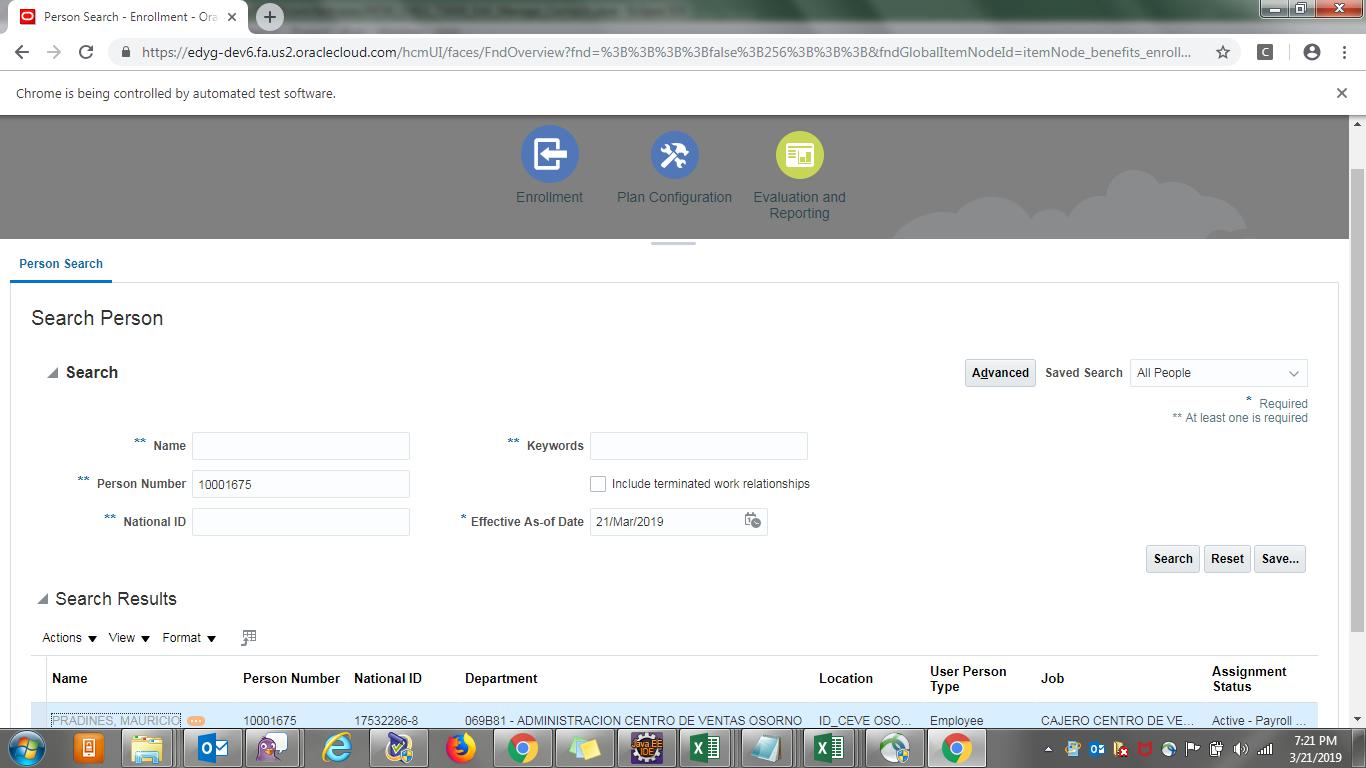 Person Search - Enrollment - Ora
https://edyg-dev6.fa.us2.oraclecloud.com/hcmUI/faces/FndOverview?fnd=%3B%3B%3B%3Bfalse%3B256%3B%3B%3B&fndGlobalItemNodeId=itemNode_benefits_enroll...
C
Chrome is being controlled by automated test software.
Enrollment
Plan Configuration
Evaluation and
Reporting
Person Search
Search Person
Search
Advanced Saved Search All People
* Required
** At least one is required
** Name ** Keywords
** Person Number 10001675 Include terminated work relationships
** National ID * Effective As-of Date 21/Mar/2019
Search Reset Save...
Search Results
Actions View Format
Name Person Number National ID Department Location User Person Type Job Assignment Status
PRADINES, MAURICIO 10001675 17532286-8 069B81 - ADMINISTRACION CENTRO DE VENTAS OSORNO ID_CEVE OSO... Employee CAJERO CENTRO DE VE... Active - Payroll ...
Java EE
IDE
7:21 PM
3/21/2019